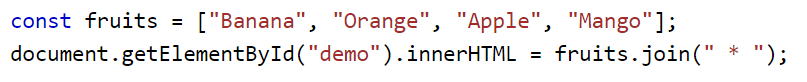 const fruits = ["Banana", "Orange", "Apple", "Mango"];
document.getElementById("demo").innerHTML = fruits.join(" * ");